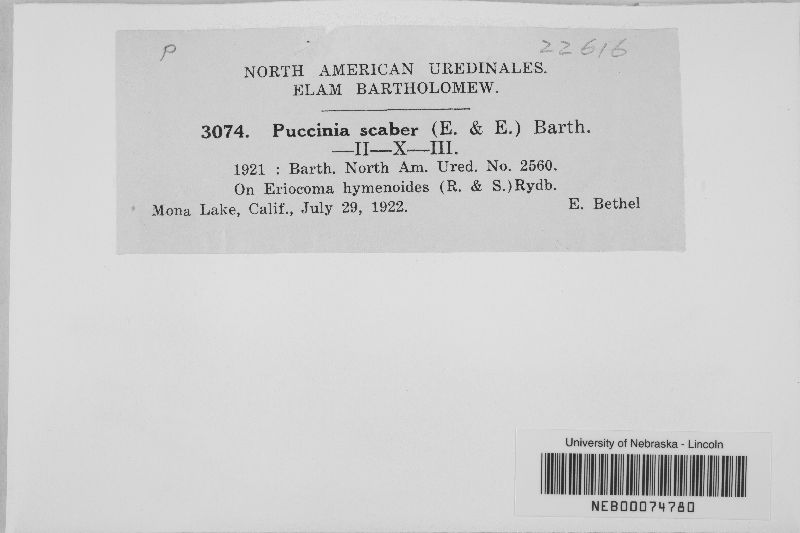 P
22616
NORTH AMERICAN UREDINALES.
ELAM BARTHOLOMEW.
3074. Puccinia scaber (E. & E.) Barth.
—II—X—III.
1921 : Barth. North Am. Ured. No. 2560.
On Eriocoma hymenoides (R. & S.)Rydb.
Mona Lake, Calif., July 29, 1922. E. Bethel
University of Nebraska - Lincoln
NEB00074780